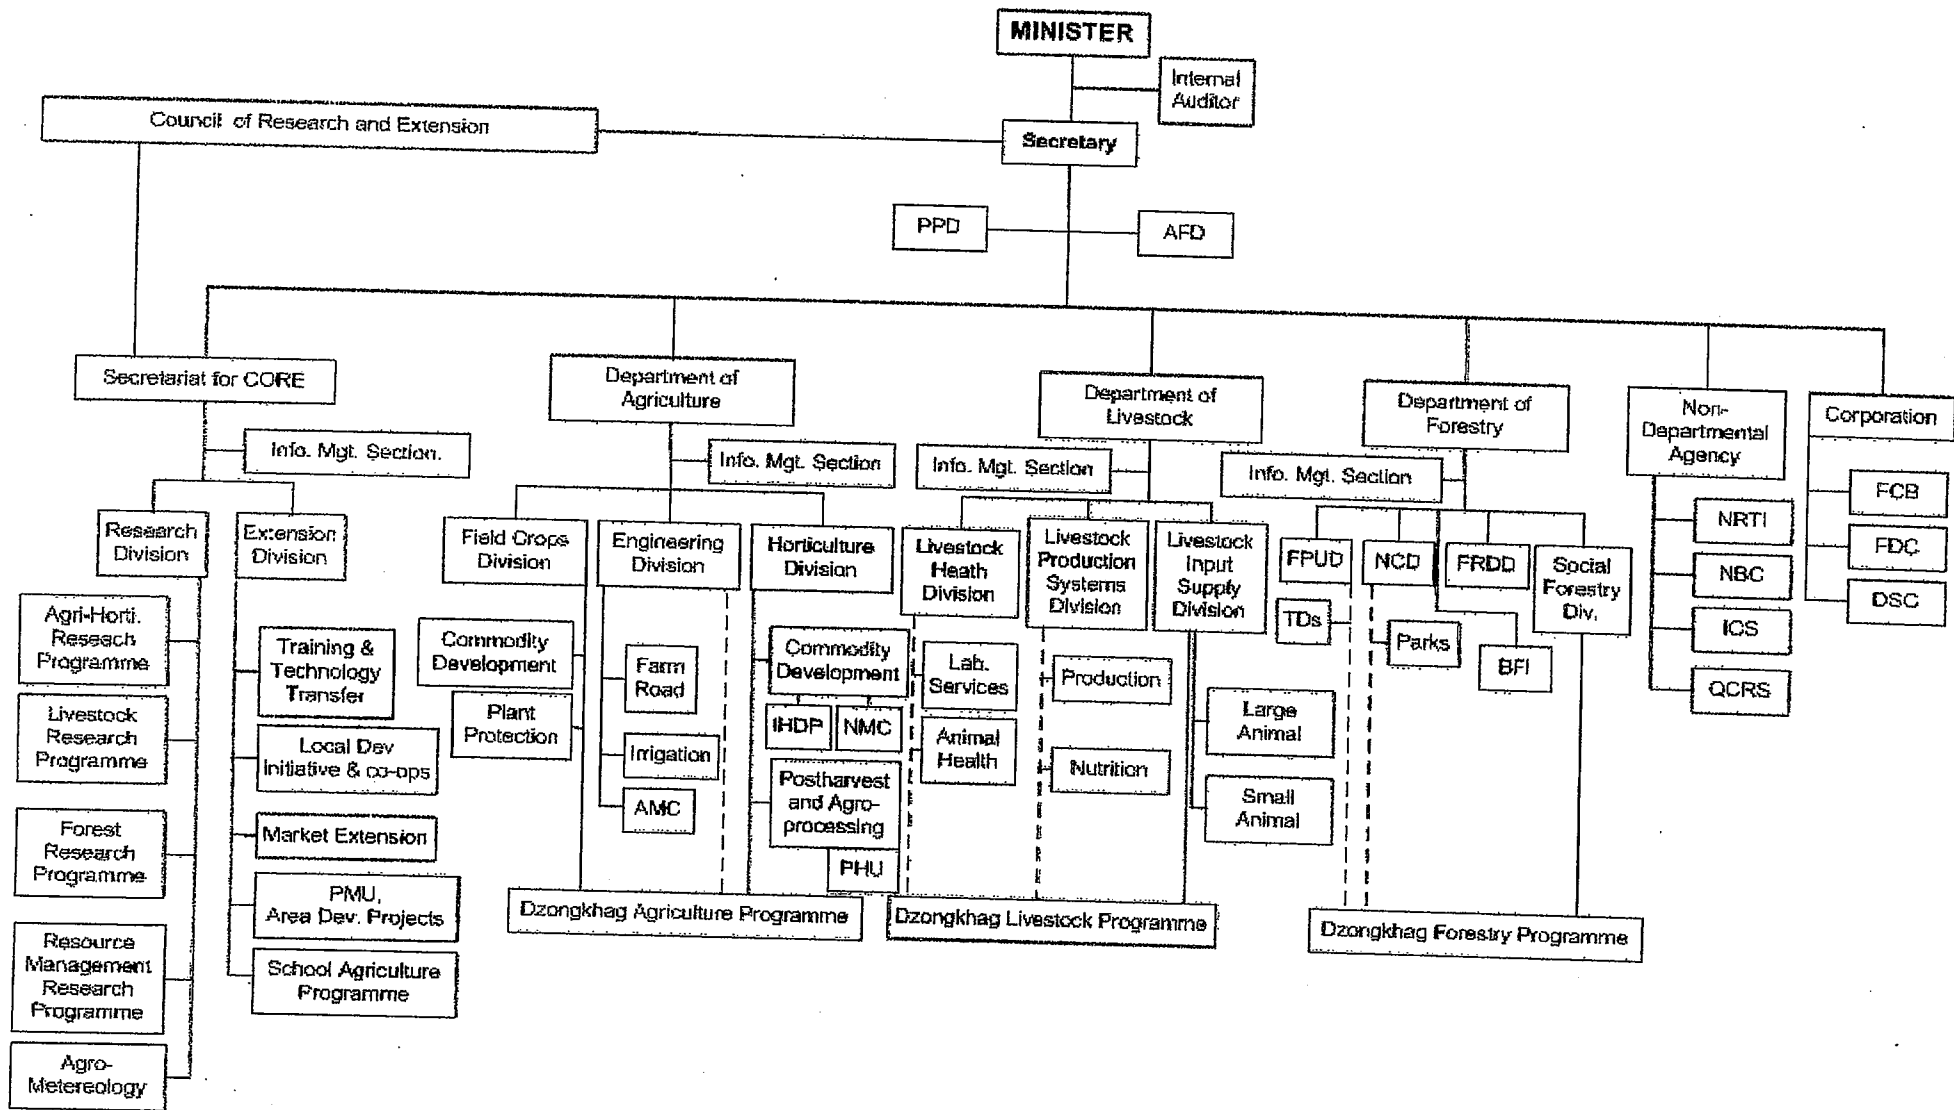 MINISTER
Internal
Auditor
Council of Research and Extension
Secretary
PPD
AFD
Secretariat for CORE
Department of
Agriculture
Department of
Livestock
Department of
Forestry
Non-
Departmental
Agency
Corporation
Info. Mgt. Section.
Info. Mgt. Section
Info. Mgt. Section
Info. Mgt. Section
Research
Division
Extension
Division
Field Crops
Division
Engineering
Division
Horticulture
Division
Livestock
Heath
Division
Livestock
Production
Systems
Division
Livestock
Input
Supply
Division
FPUD
NCD
FRDD
Social
Forestry
Div.
NRTI
NBC
ICS
QCRS
FCB
FDC
DSC
Agri-Horti.
Reseach
Programme
Livestock
Research
Programme
Forest
Research
Programme
Resource
Management
Research
Programme
Agro-
Metereology
Training &
Technology
Transfer
Local Dev
Initiative & co-ops
Market Extension
PMU,
Area Dev. Projects
School Agriculture
Programme
Commodity
Development
Plant
Protection
Farm
Road
Irrigation
AMC
Commodity
Development
IHDP
NMC
Postharvest
and Agro-
processing
PHU
Lab.
Services
Animal
Health
Production
Nutrition
Large
Animal
Small
Animal
TDs
Parks
BFI
Dzongkhag Agriculture Programme
Dzongkhag Livestock Programme
Dzongkhag Forestry Programme